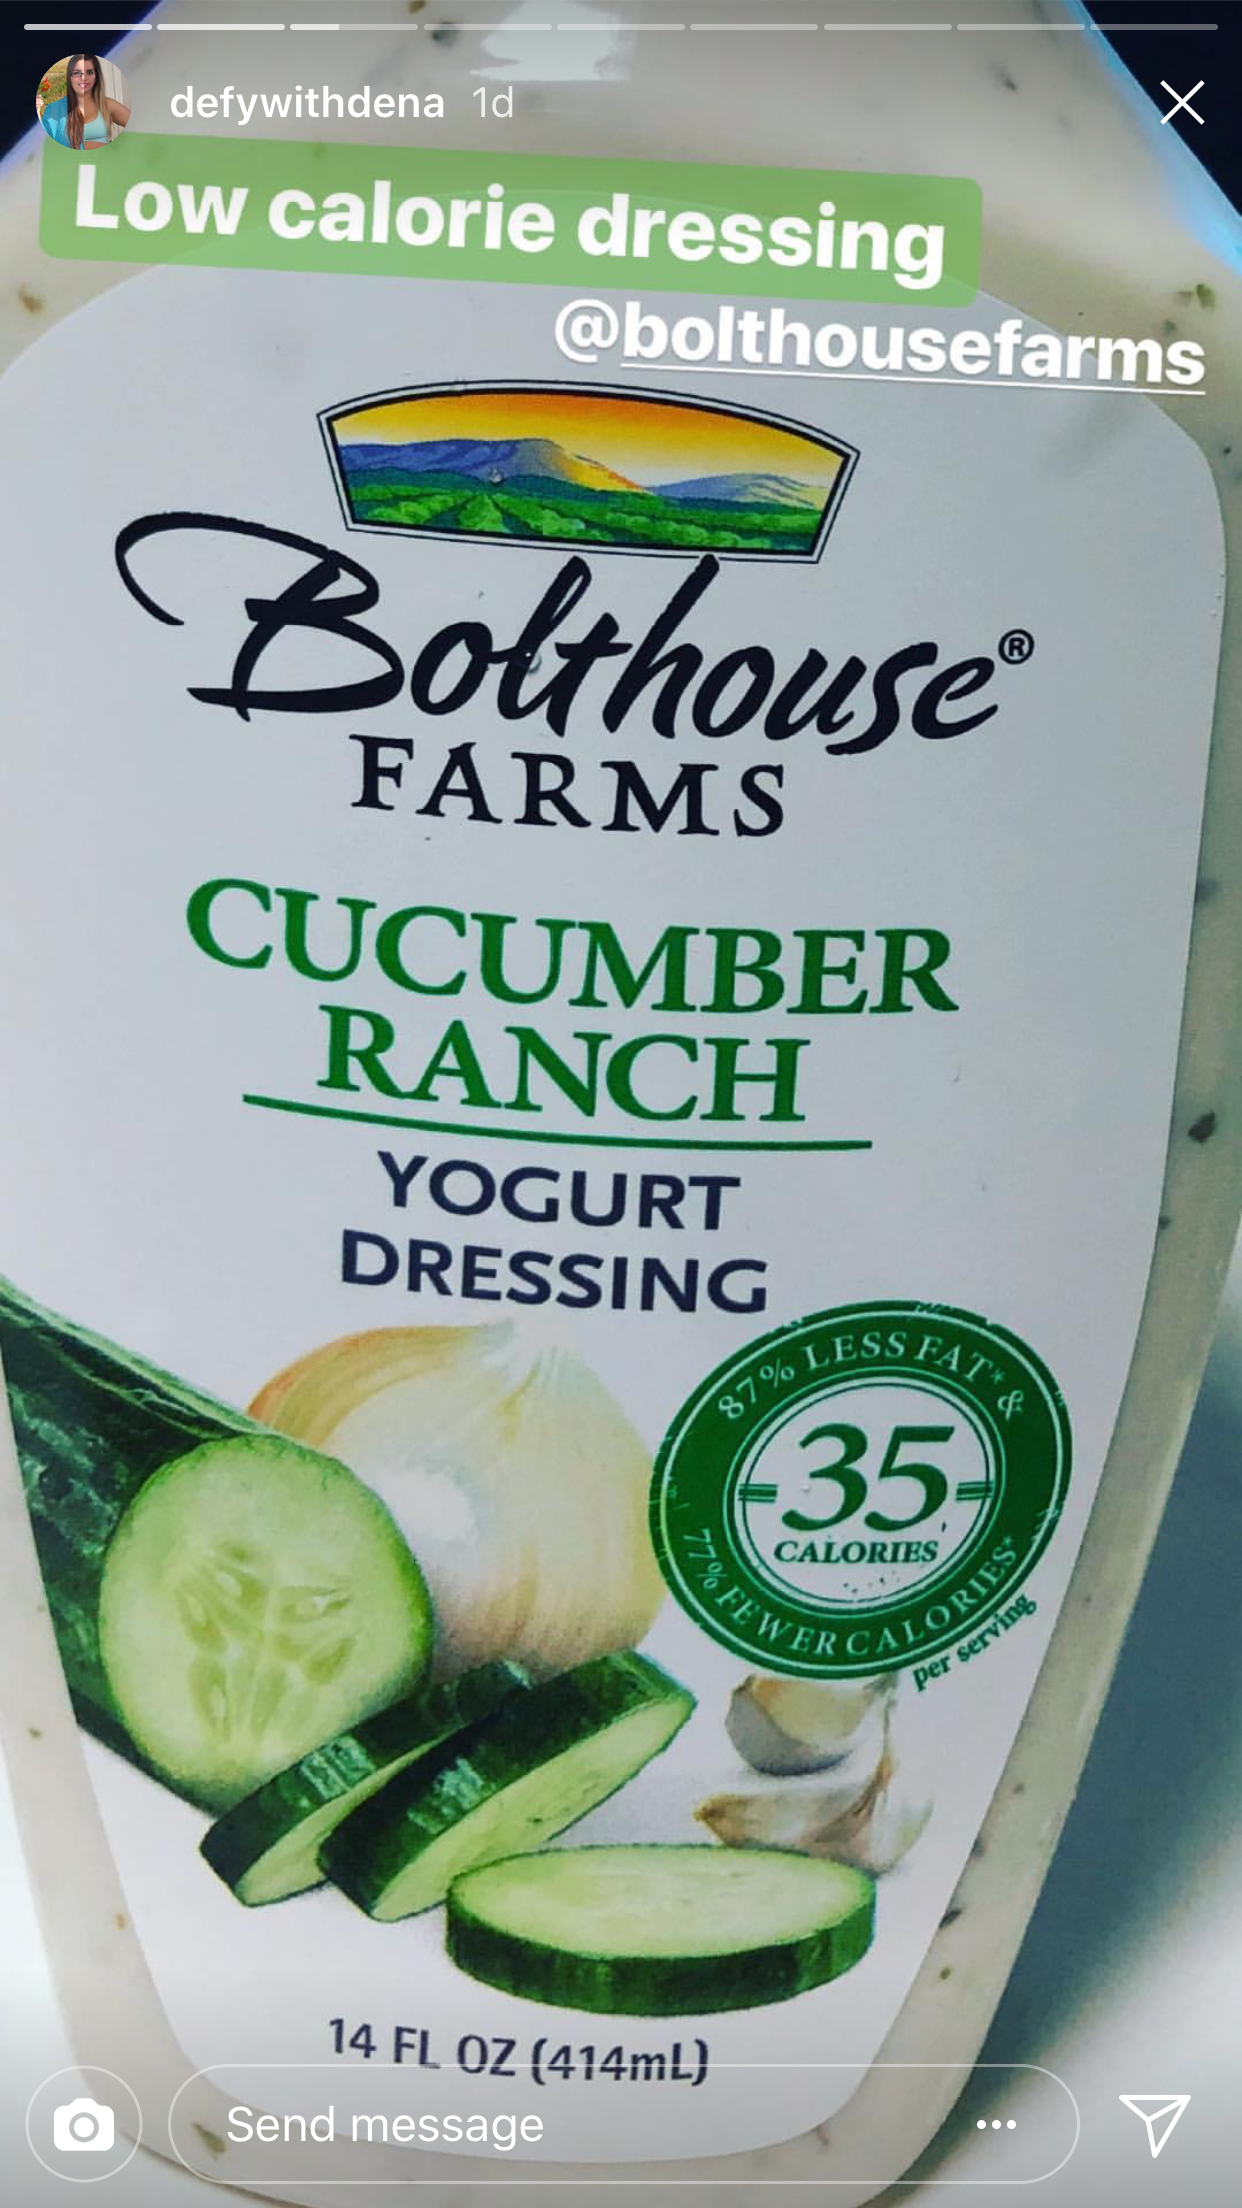 defywithdena 1d
Low calorie dressing
@bolthousefarms
Bolthouse®
FARMS
CUCUMBER
RANCH
YOGURT
DRESSING
87% LESS FAT* &
35
CALORIES
77% FEWER CALORIES*
per serving
14 FL OZ (414mL)
Send message